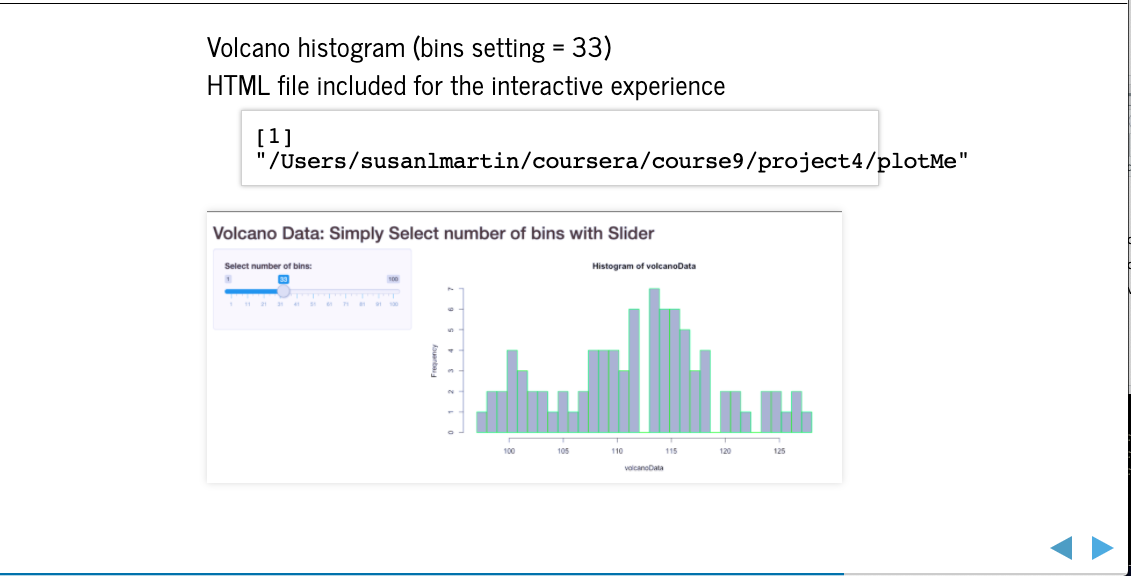 Volcano histogram (bins setting = 33)
HTML file included for the interactive experience
[1]
"/Users/susanlmartin/coursera/course9/project4/plotMe"
Volcano Data: Simply Select number of bins with Slider
Select number of bins:
1 33 100
1 11 21 31 41 51 61 71 81 91 100
Histogram of volcanoData
Frequency
7
6
5
4
3
2
1
0
100 105 110 115 120 125
volcanoData